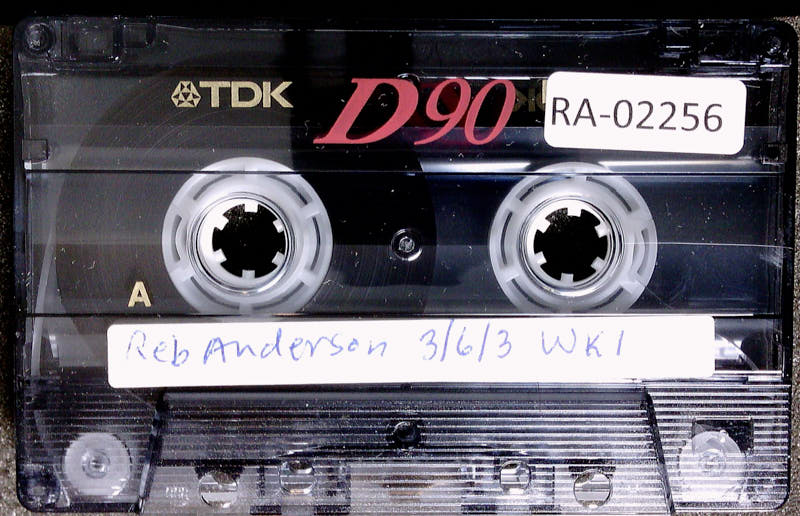 TDK D90 RA-02256
A
Reb Anderson 3/6/3 WK1